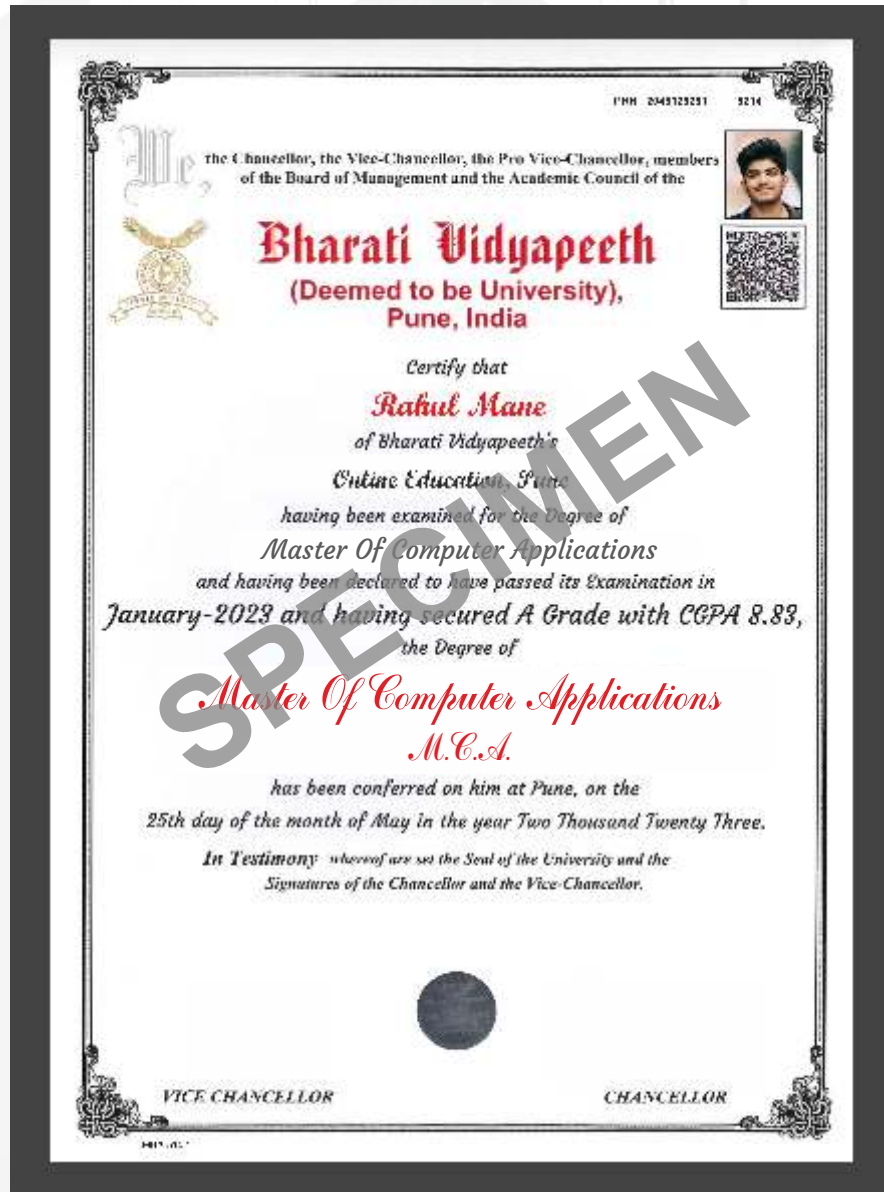 PRN 2043123231 3214
We, the Chancellor, the Vice-Chancellor, the Pro Vice-Chancellor, members
of the Board of Management and the Academic Council of the
Bharati Vidyapeeth
(Deemed to be University),
Pune, India
Certify that
Rahul Mane
of Bharati Vidyapeeth's
Online Education, Pune
having been examined for the Degree of
Master Of Computer Applications
and having been declared to have passed its Examination in
January-2023 and having secured A Grade with CGPA 8.83,
the Degree of
Master Of Computer Applications
M.C.A.
has been conferred on him at Pune, on the
25th day of the month of May in the year Two Thousand Twenty Three.
In Testimony whereof are set the Seal of the University and the
Signatures of the Chancellor and the Vice-Chancellor.
VICE CHANCELLOR CHANCELLOR
SPECIMEN